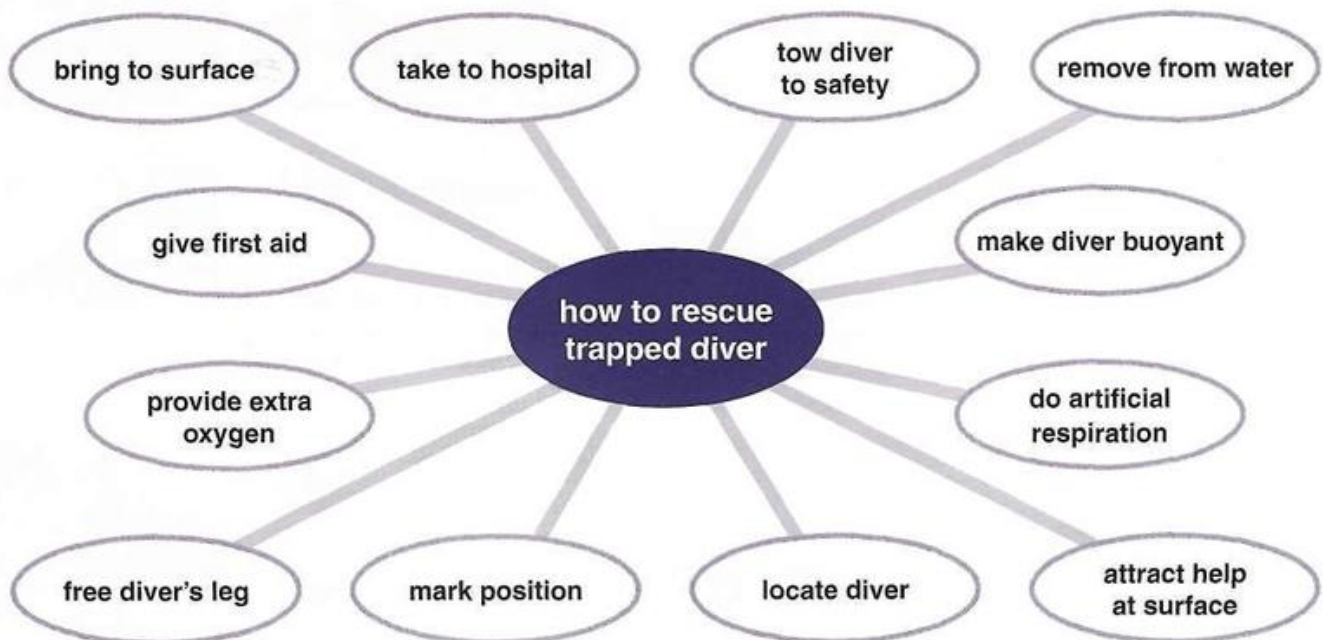 bring to surface
take to hospital
tow diver
to safety
remove from water
give first aid
make diver buoyant
how to rescue
trapped diver
provide extra
oxygen
do artificial
respiration
free diver's leg
mark position
locate diver
attract help
at surface